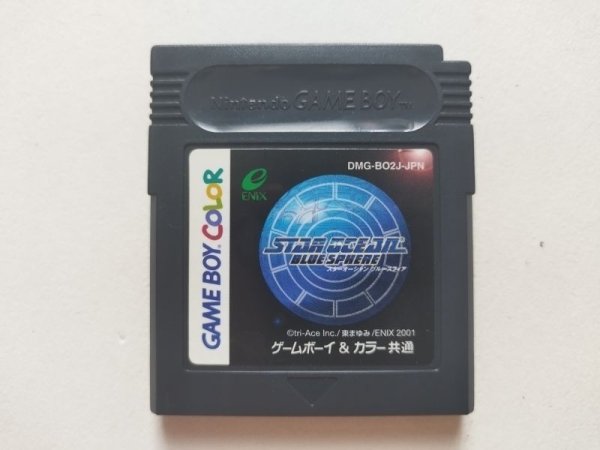 Nintendo GAME BOY TM
DMG-BO2J-JPN
ENIX
GAME BOY COLOR
STAR OCEAN
BLUE SPHERE
スターオーシャン ブルースフィア
©tri-Ace Inc./東まゆみ/ENIX 2001
ゲームボーイ & カラー共通